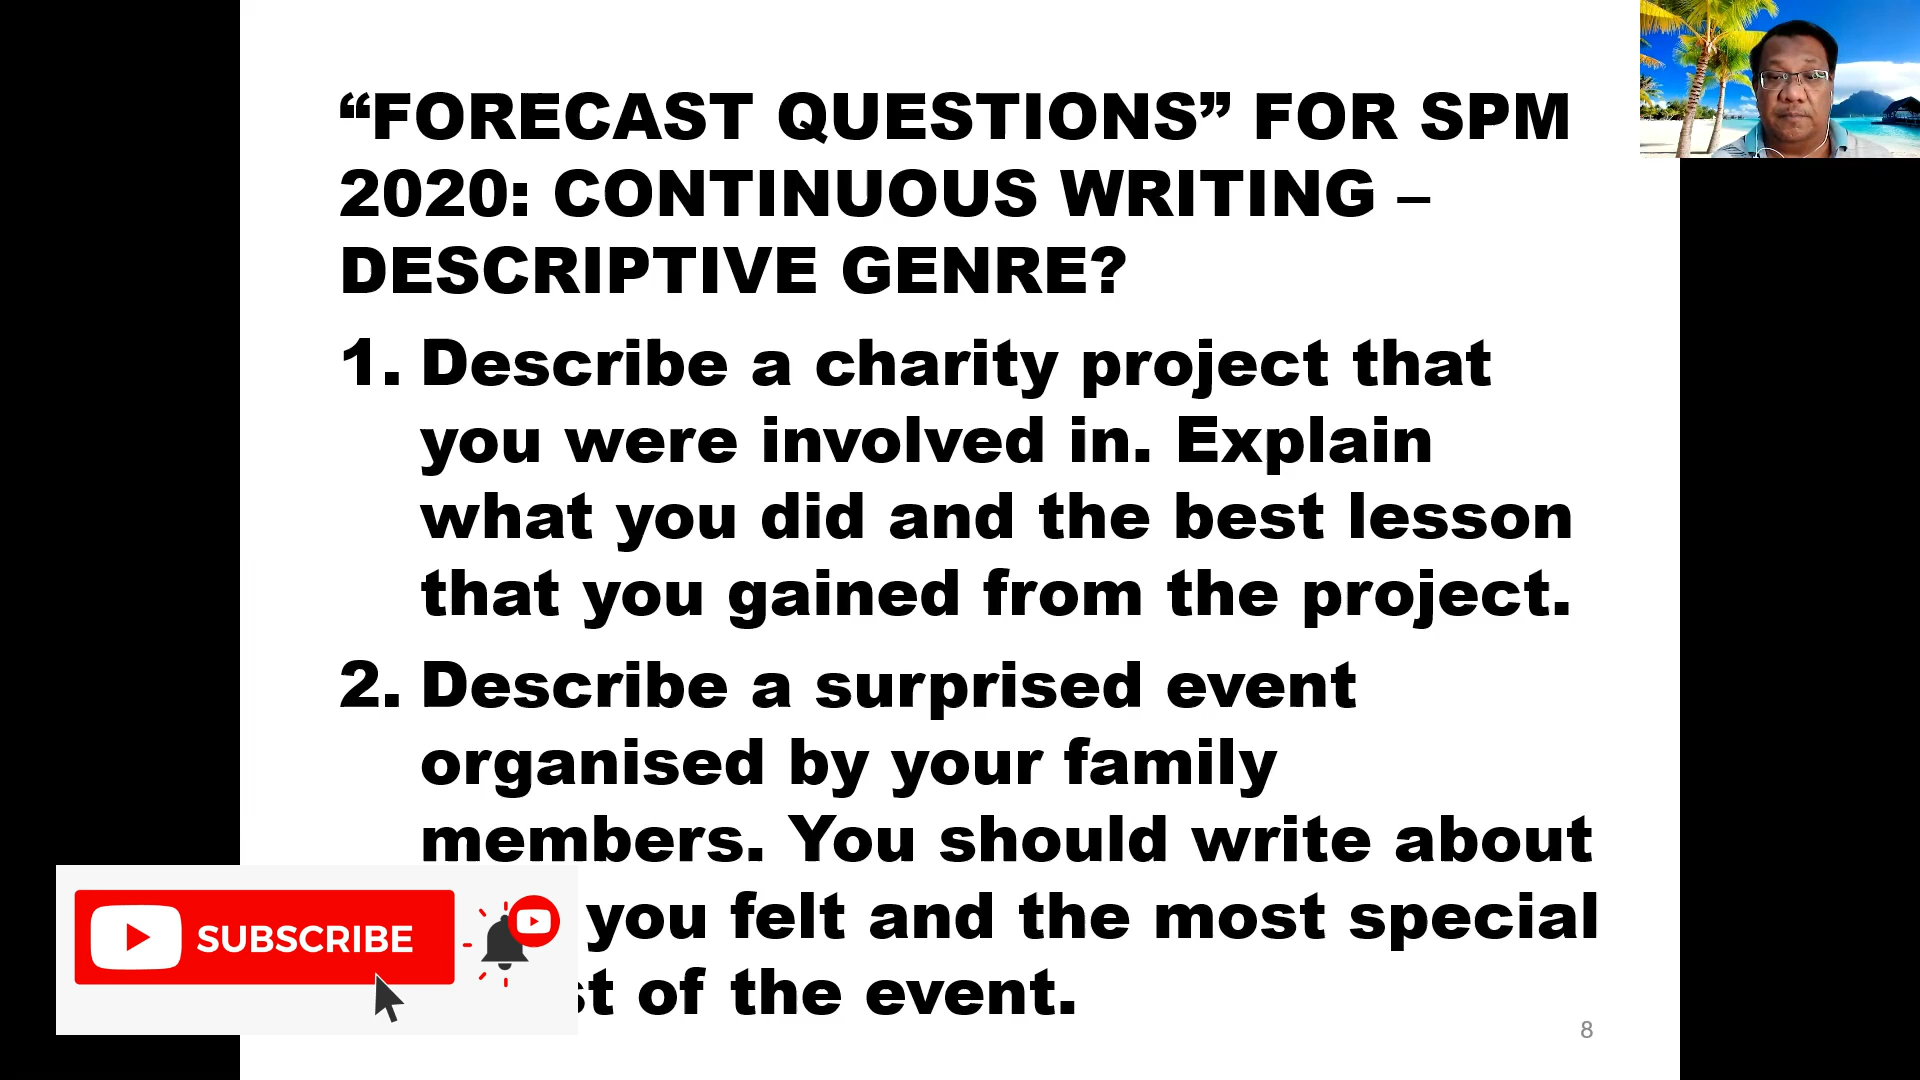 “FORECAST QUESTIONS” FOR SPM
2020: CONTINUOUS WRITING –
DESCRIPTIVE GENRE?
1. Describe a charity project that
you were involved in. Explain
what you did and the best lesson
that you gained from the project.
2. Describe a surprised event
organised by your family
members. You should write about
you felt and the most special
of the event.
SUBSCRIBE
8